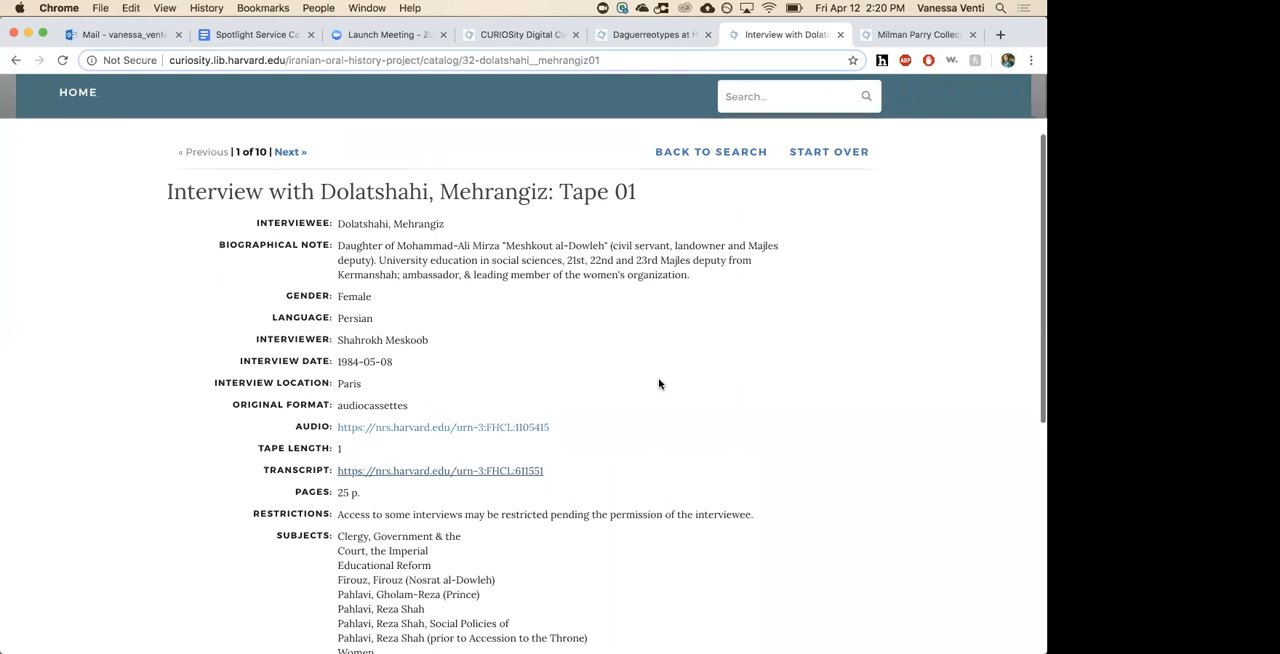 Chrome File Edit View History Bookmarks People Window Help Fri Apr 12 2:20 PM Vanessa Venti
Mail - vanessa_venti Spotlight Service Co Launch Meeting - Z CURIOSity Digital C Daguerreotypes at H Interview with Dolats Milman Parry Collec
Not Secure | curiosity.lib.harvard.edu/iranian-oral-history-project/catalog/32-dolatshahi__mehrangiz01
HOME Search...
« Previous | 1 of 10 | Next » BACK TO SEARCH START OVER
Interview with Dolatshahi, Mehrangiz: Tape 01
INTERVIEWEE: Dolatshahi, Mehrangiz
BIOGRAPHICAL NOTE: Daughter of Mohammad-Ali Mirza "Meshkout al-Dowleh" (civil servant, landowner and Majles
deputy). University education in social sciences, 21st, 22nd and 23rd Majles deputy from
Kermanshah; ambassador, & leading member of the women's organization.
GENDER: Female
LANGUAGE: Persian
INTERVIEWER: Shahrokh Meskoob
INTERVIEW DATE: 1984-05-08
INTERVIEW LOCATION: Paris
ORIGINAL FORMAT: audiocassettes
AUDIO: https://nrs.harvard.edu/urn-3:FHCL:1105415
TAPE LENGTH: 1
TRANSCRIPT: https://nrs.harvard.edu/urn-3:FHCL:611551
PAGES: 25 p.
RESTRICTIONS: Access to some interviews may be restricted pending the permission of the interviewee.
SUBJECTS: Clergy, Government & the
Court, the Imperial
Educational Reform
Firouz, Firouz (Nosrat al-Dowleh)
Pahlavi, Gholam-Reza (Prince)
Pahlavi, Reza Shah
Pahlavi, Reza Shah, Social Policies of
Pahlavi, Reza Shah (prior to Accession to the Throne)
Women